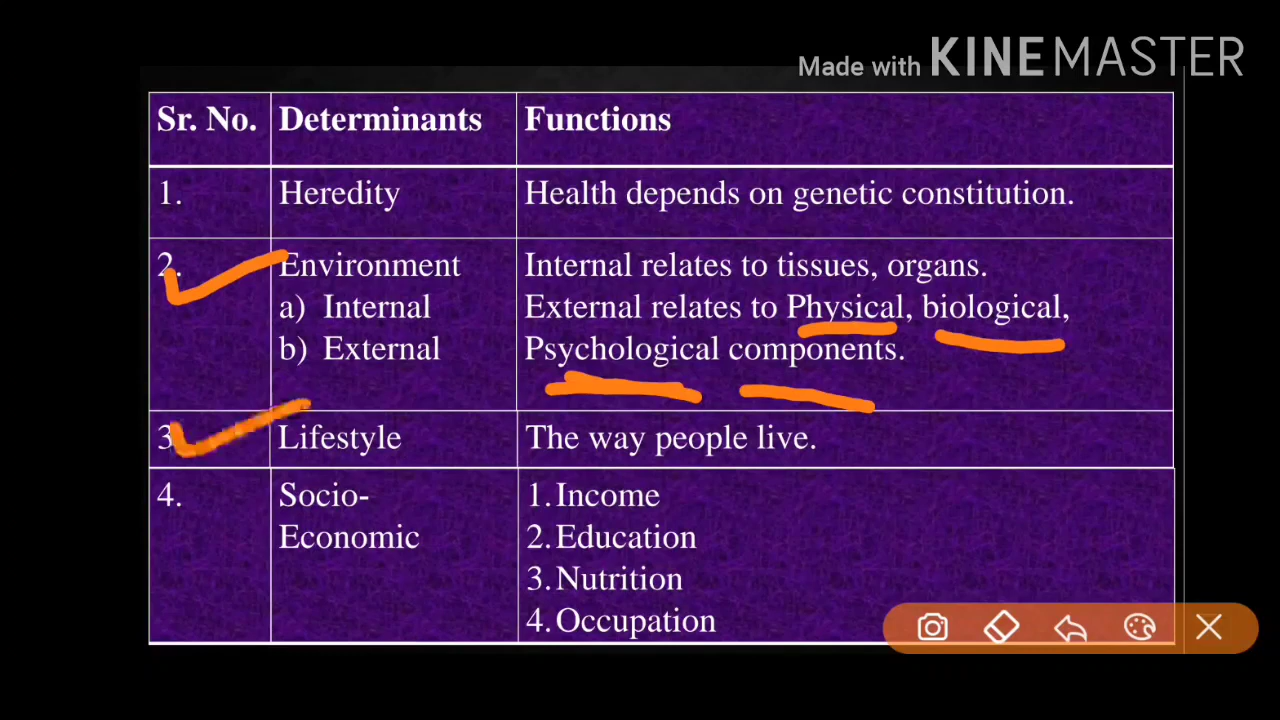 Made with KINEMASTER
Sr. No. Determinants Functions
1. Heredity Health depends on genetic constitution.
2. Environment Internal relates to tissues, organs.
a) Internal External relates to Physical, biological,
b) External Psychological components.
3 Lifestyle The way people live.
4. Socio- 1. Income
Economic 2. Education
3. Nutrition
4. Occupation